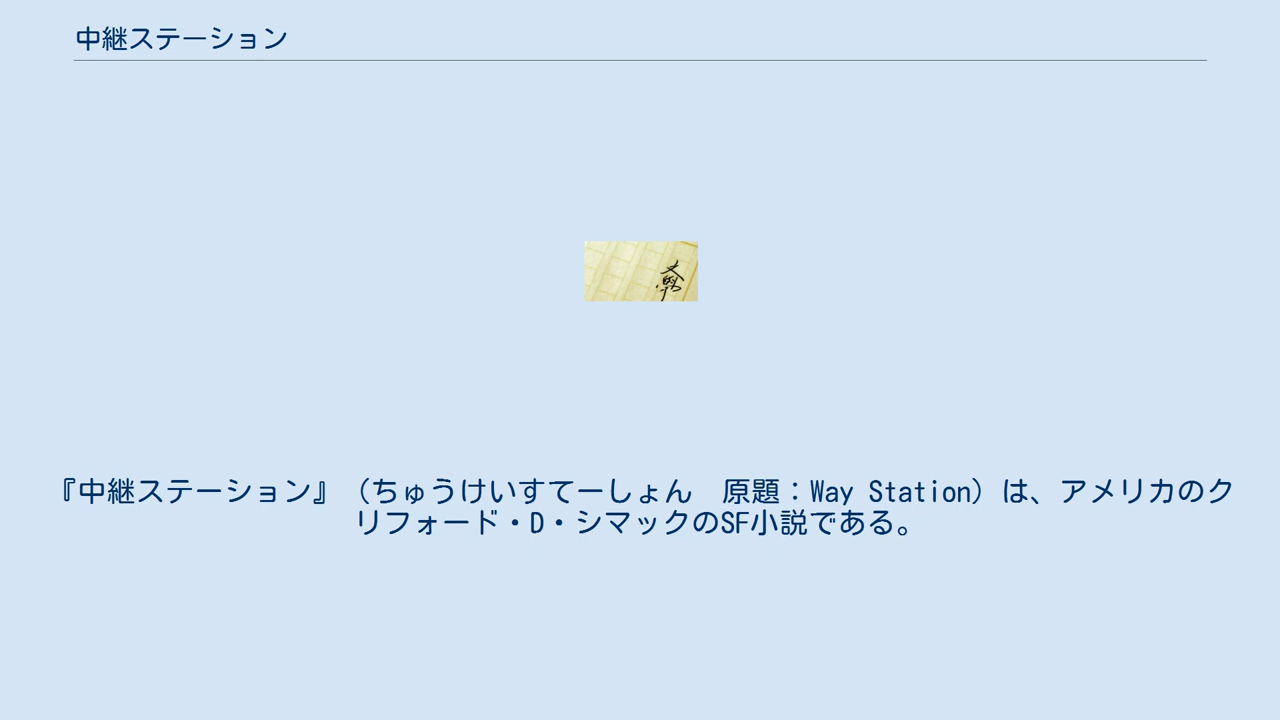 中継ステーション
『中継ステーション』（ちゅうけいすてーしょん　原題：Way Station）は、アメリカのク
リフォード・D・シマックのSF小説である。